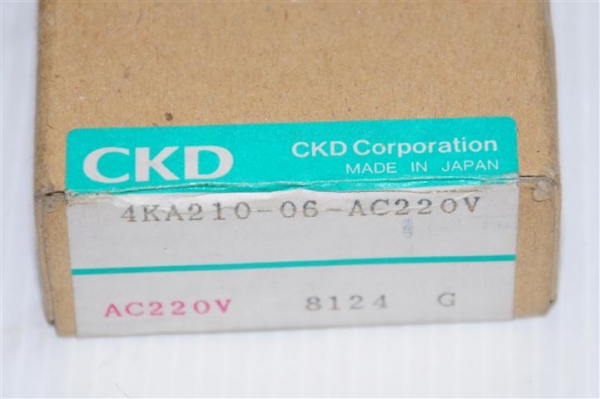 CKD
CKD Corporation
MADE IN JAPAN
4KA210-06-AC220V
AC220V 8124 G